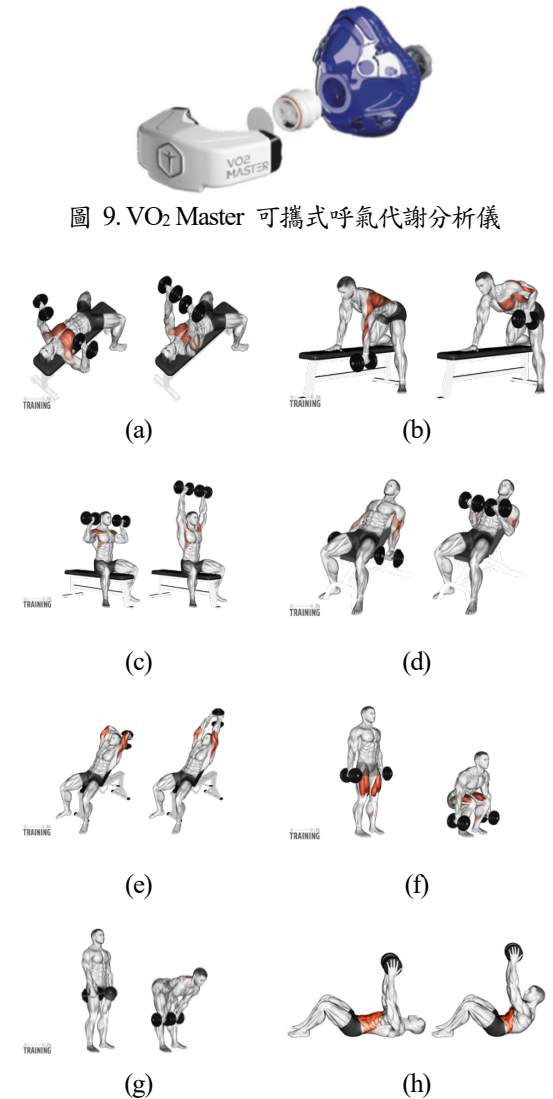 VO2
MASTER
圖 9. VO2 Master 可攜式呼氣代謝分析儀
TRAINING
TRAINING
(a) (b)
TRAINING
(c) (d)
TRAINING
TRAINING
(e) (f)
TRAINING
(g) (h)